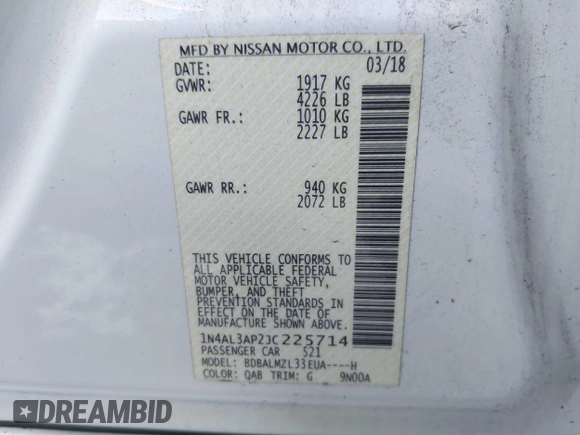 MFD BY NISSAN MOTOR CO., LTD.
DATE: 03/18
GVWR: 1917 KG
4226 LB
GAWR FR.: 1010 KG
2227 LB
GAWR RR.: 940 KG
2072 LB
THIS VEHICLE CONFORMS TO
ALL APPLICABLE FEDERAL
MOTOR VEHICLE SAFETY,
BUMPER, AND THEFT
PREVENTION STANDARDS IN
EFFECT ON THE DATE OF
MANUFACTURE SHOWN ABOVE.
1N4AL3AP2JC225714
PASSENGER CAR 521
MODEL: BDBALMZL33EUA----H
COLOR: QAB TRIM: G 9N00A
DREAMBID